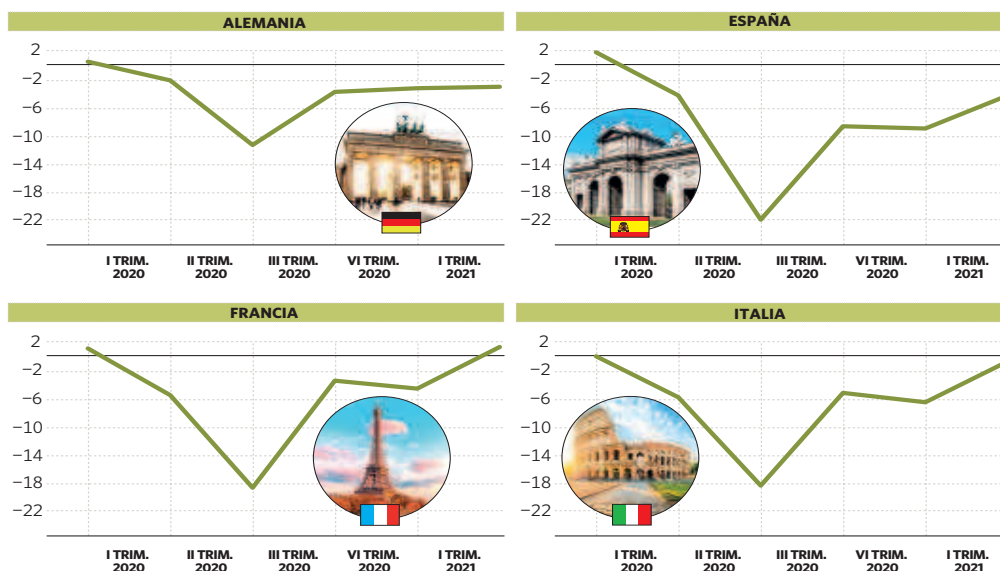 ALEMANIA
2
−2
−6
−10
−14
−18
−22
I TRIM. 2020
II TRIM. 2020
III TRIM. 2020
VI TRIM. 2020
I TRIM. 2021
ESPAÑA
2
−2
−6
−10
−14
−18
−22
I TRIM. 2020
II TRIM. 2020
III TRIM. 2020
VI TRIM. 2020
I TRIM. 2021
FRANCIA
2
−2
−6
−10
−14
−18
−22
I TRIM. 2020
II TRIM. 2020
III TRIM. 2020
VI TRIM. 2020
I TRIM. 2021
ITALIA
2
−2
−6
−10
−14
−18
−22
I TRIM. 2020
II TRIM. 2020
III TRIM. 2020
VI TRIM. 2020
I TRIM. 2021